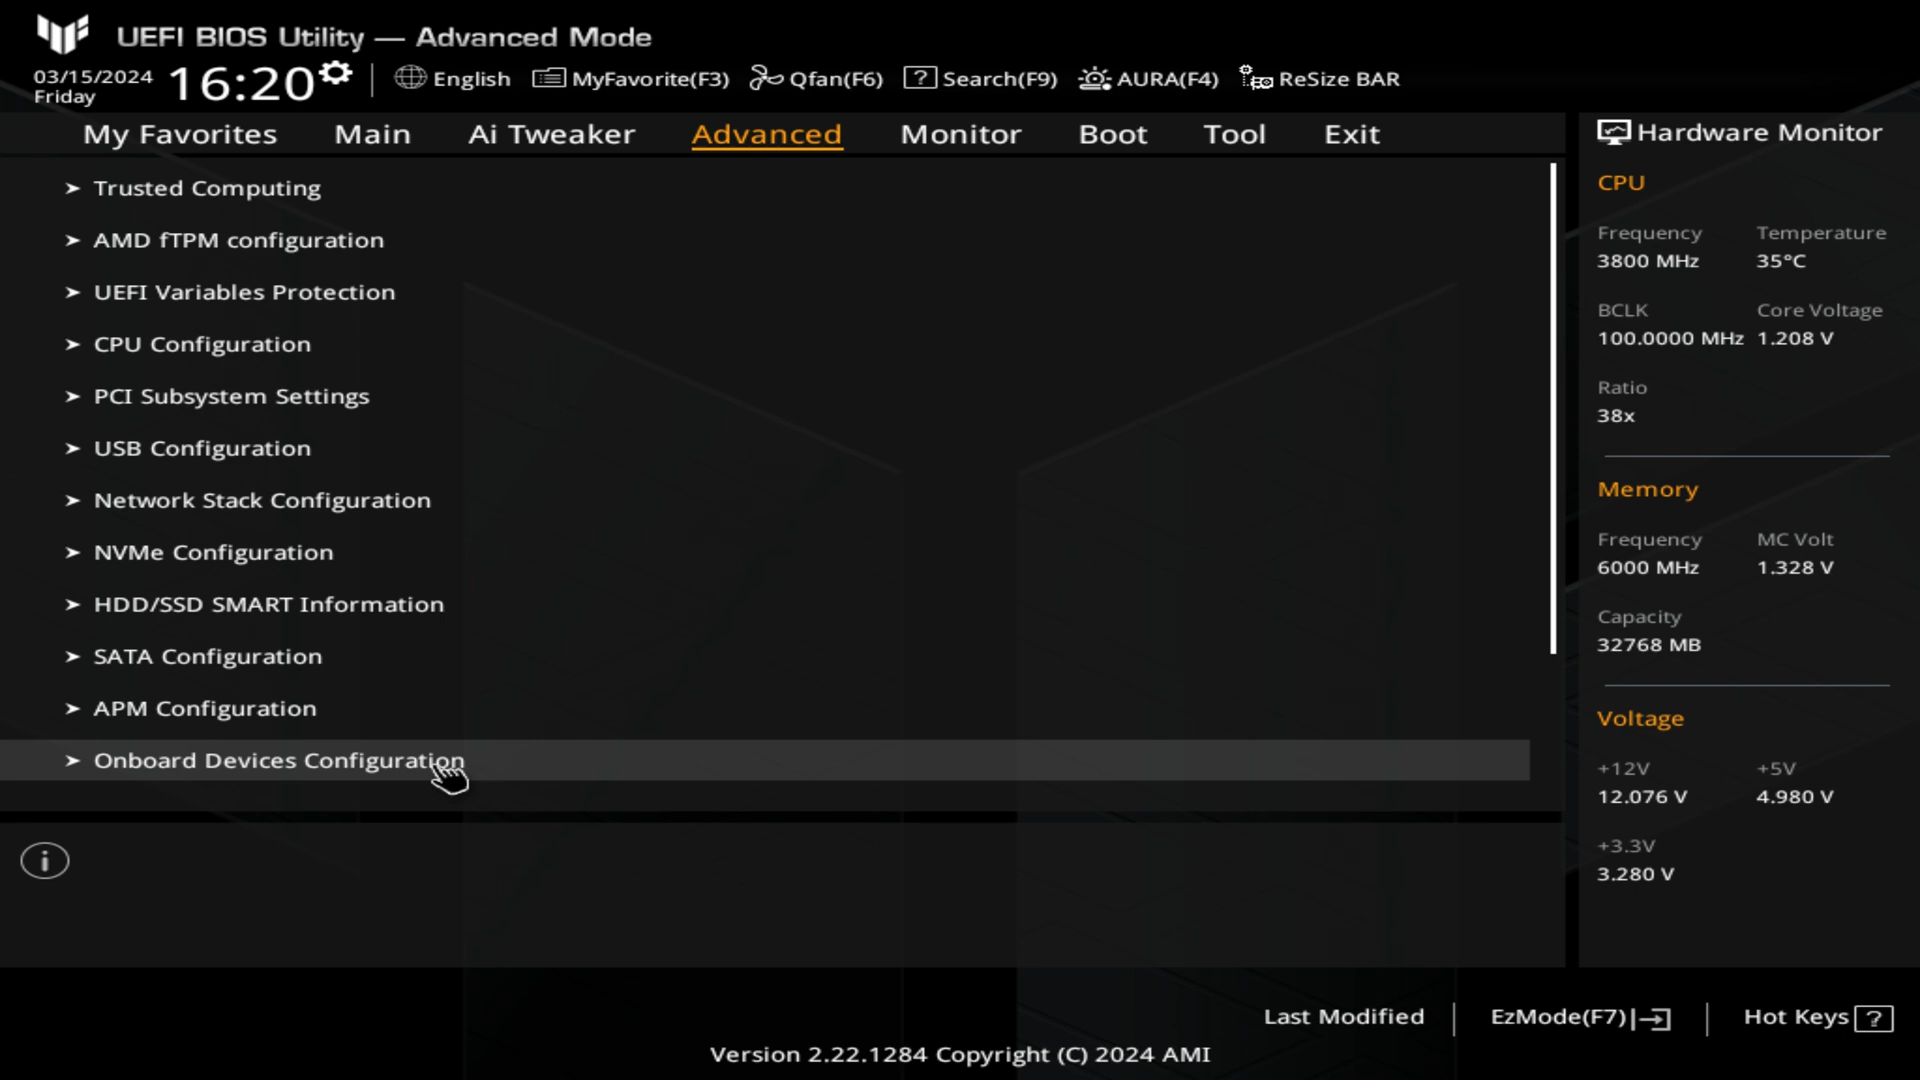 UEFI BIOS Utility — Advanced Mode
03/15/2024
Friday
16:20
English
MyFavorite(F3)
Qfan(F6)
? Search(F9)
AURA(F4)
ReSize BAR
My Favorites
Main
Ai Tweaker
Advanced
Monitor
Boot
Tool
Exit
Trusted Computing
AMD fTPM configuration
UEFI Variables Protection
CPU Configuration
PCI Subsystem Settings
USB Configuration
Network Stack Configuration
NVMe Configuration
HDD/SSD SMART Information
SATA Configuration
APM Configuration
Onboard Devices Configuration
i
Hardware Monitor
CPU
Frequency Temperature
3800 MHz 35°C
BCLK Core Voltage
100.0000 MHz 1.208 V
Ratio
38x
Memory
Frequency MC Volt
6000 MHz 1.328 V
Capacity
32768 MB
Voltage
+12V +5V
12.076 V 4.980 V
+3.3V
3.280 V
Last Modified
EzMode(F7)
Hot Keys ?
Version 2.22.1284 Copyright (C) 2024 AMI